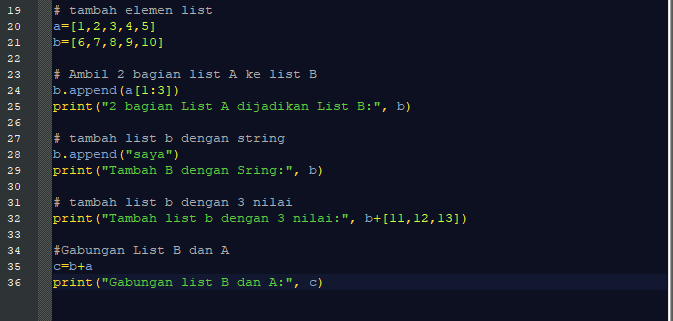 19 # tambah elemen list
20 a=[1,2,3,4,5]
21 b=[6,7,8,9,10]
22
23 # Ambil 2 bagian list A ke list B
24 b.append(a[1:3])
25 print("2 bagian List A dijadikan List B:", b)
26
27 # tambah list b dengan string
28 b.append("saya")
29 print("Tambah B dengan Sring:", b)
30
31 # tambah list b dengan 3 nilai
32 print("Tambah list b dengan 3 nilai:", b+[11,12,13])
33
34 #Gabungan List B dan A
35 c=b+a
36 print("Gabungan list B dan A:", c)